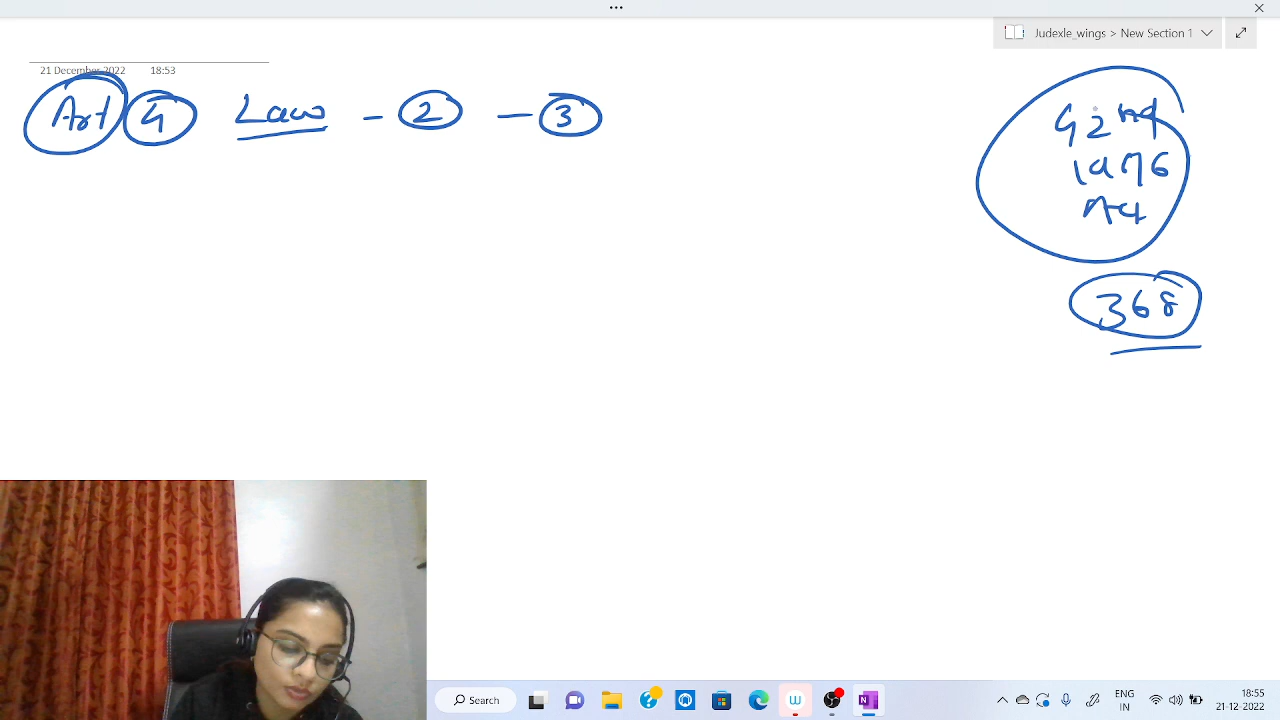 Judexle_wings > New Section 1
21 December 2022 18:53
Art 4 Law - 2 - 3
42nd
1976
Act
368
Search
ENG
IN
18:55
21-12-2022